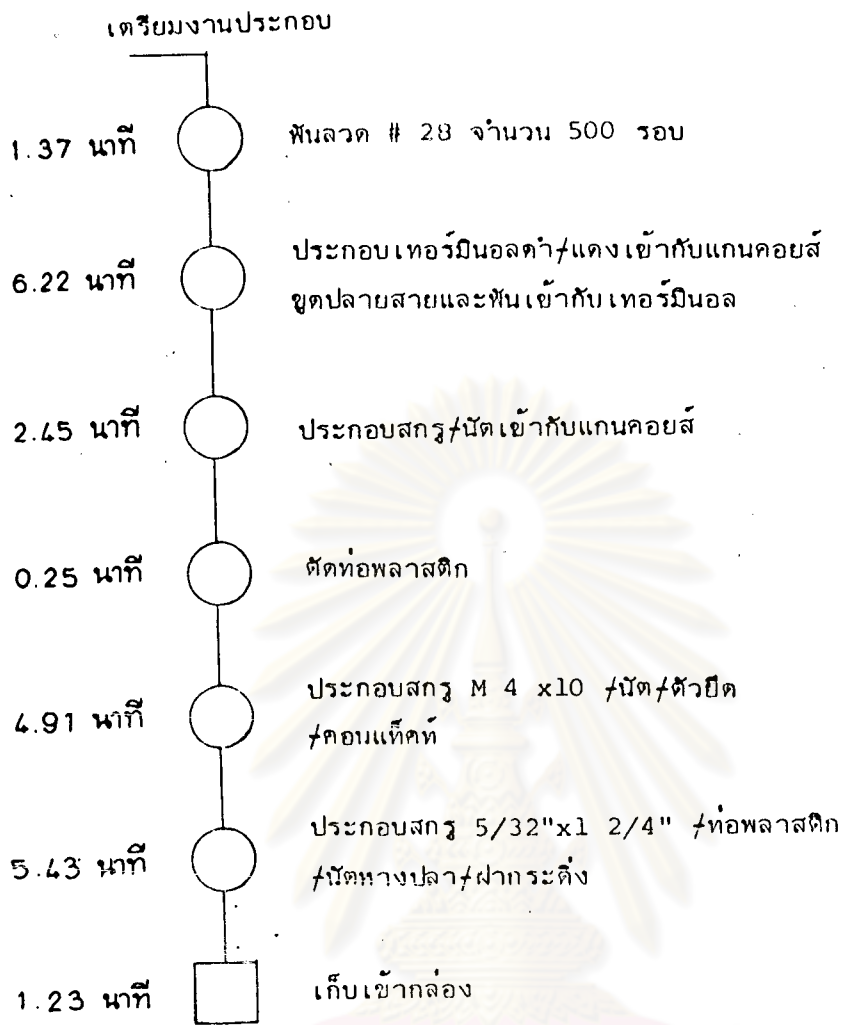 เตรียมงานประกอบ
1.37 นาที
พันลวด # 28 จำนวน 500 รอบ
6.22 นาที
ประกอบเทอร์มินอลดำ/แดงเข้ากับแกนคอยส์
ขูดปลายสายและพันเข้ากับเทอร์มินอล
2.45 นาที
ประกอบสกรู/นัตเข้ากับแกนคอยส์
0.25 นาที
ตัดท่อพลาสติก
4.91 นาที
ประกอบสกรู M 4 x10 /นัต/ตัวยึด
/คอนแท็คท์
5.43 นาที
ประกอบสกรู 5/32"x1 2/4" /ท่อพลาสติก
/นัตหางปลา/ฝากระดิ่ง
1.23 นาที
เก็บเข้ากล่อง